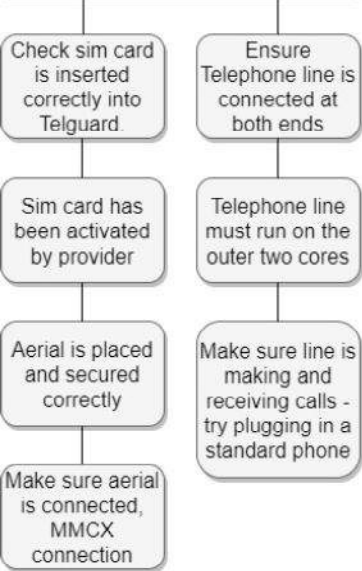 Check sim card
is inserted
correctly into
Telguard.
Sim card has
been activated
by provider
Aerial is placed
and secured
correctly
Make sure aerial
is connected,
MMCX
connection
Ensure
Telephone line is
connected at
both ends
Telephone line
must run on the
outer two cores
Make sure line is
making and
receiving calls -
try plugging in a
standard phone